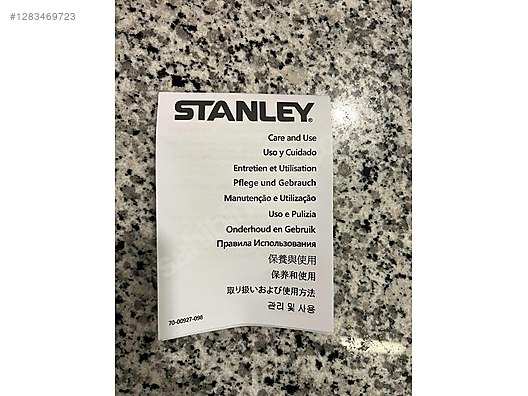 #1283469723
STANLEY®
Care and Use
Uso y Cuidado
Entretien et Utilisation
Pflege und Gebrauch
Manutenção e Utilização
Uso e Pulizia
Onderhoud en Gebruik
Правила Использования
保養與使用
保养和使用
取り扱いおよび使用方法
관리 및 사용
70-00927-098